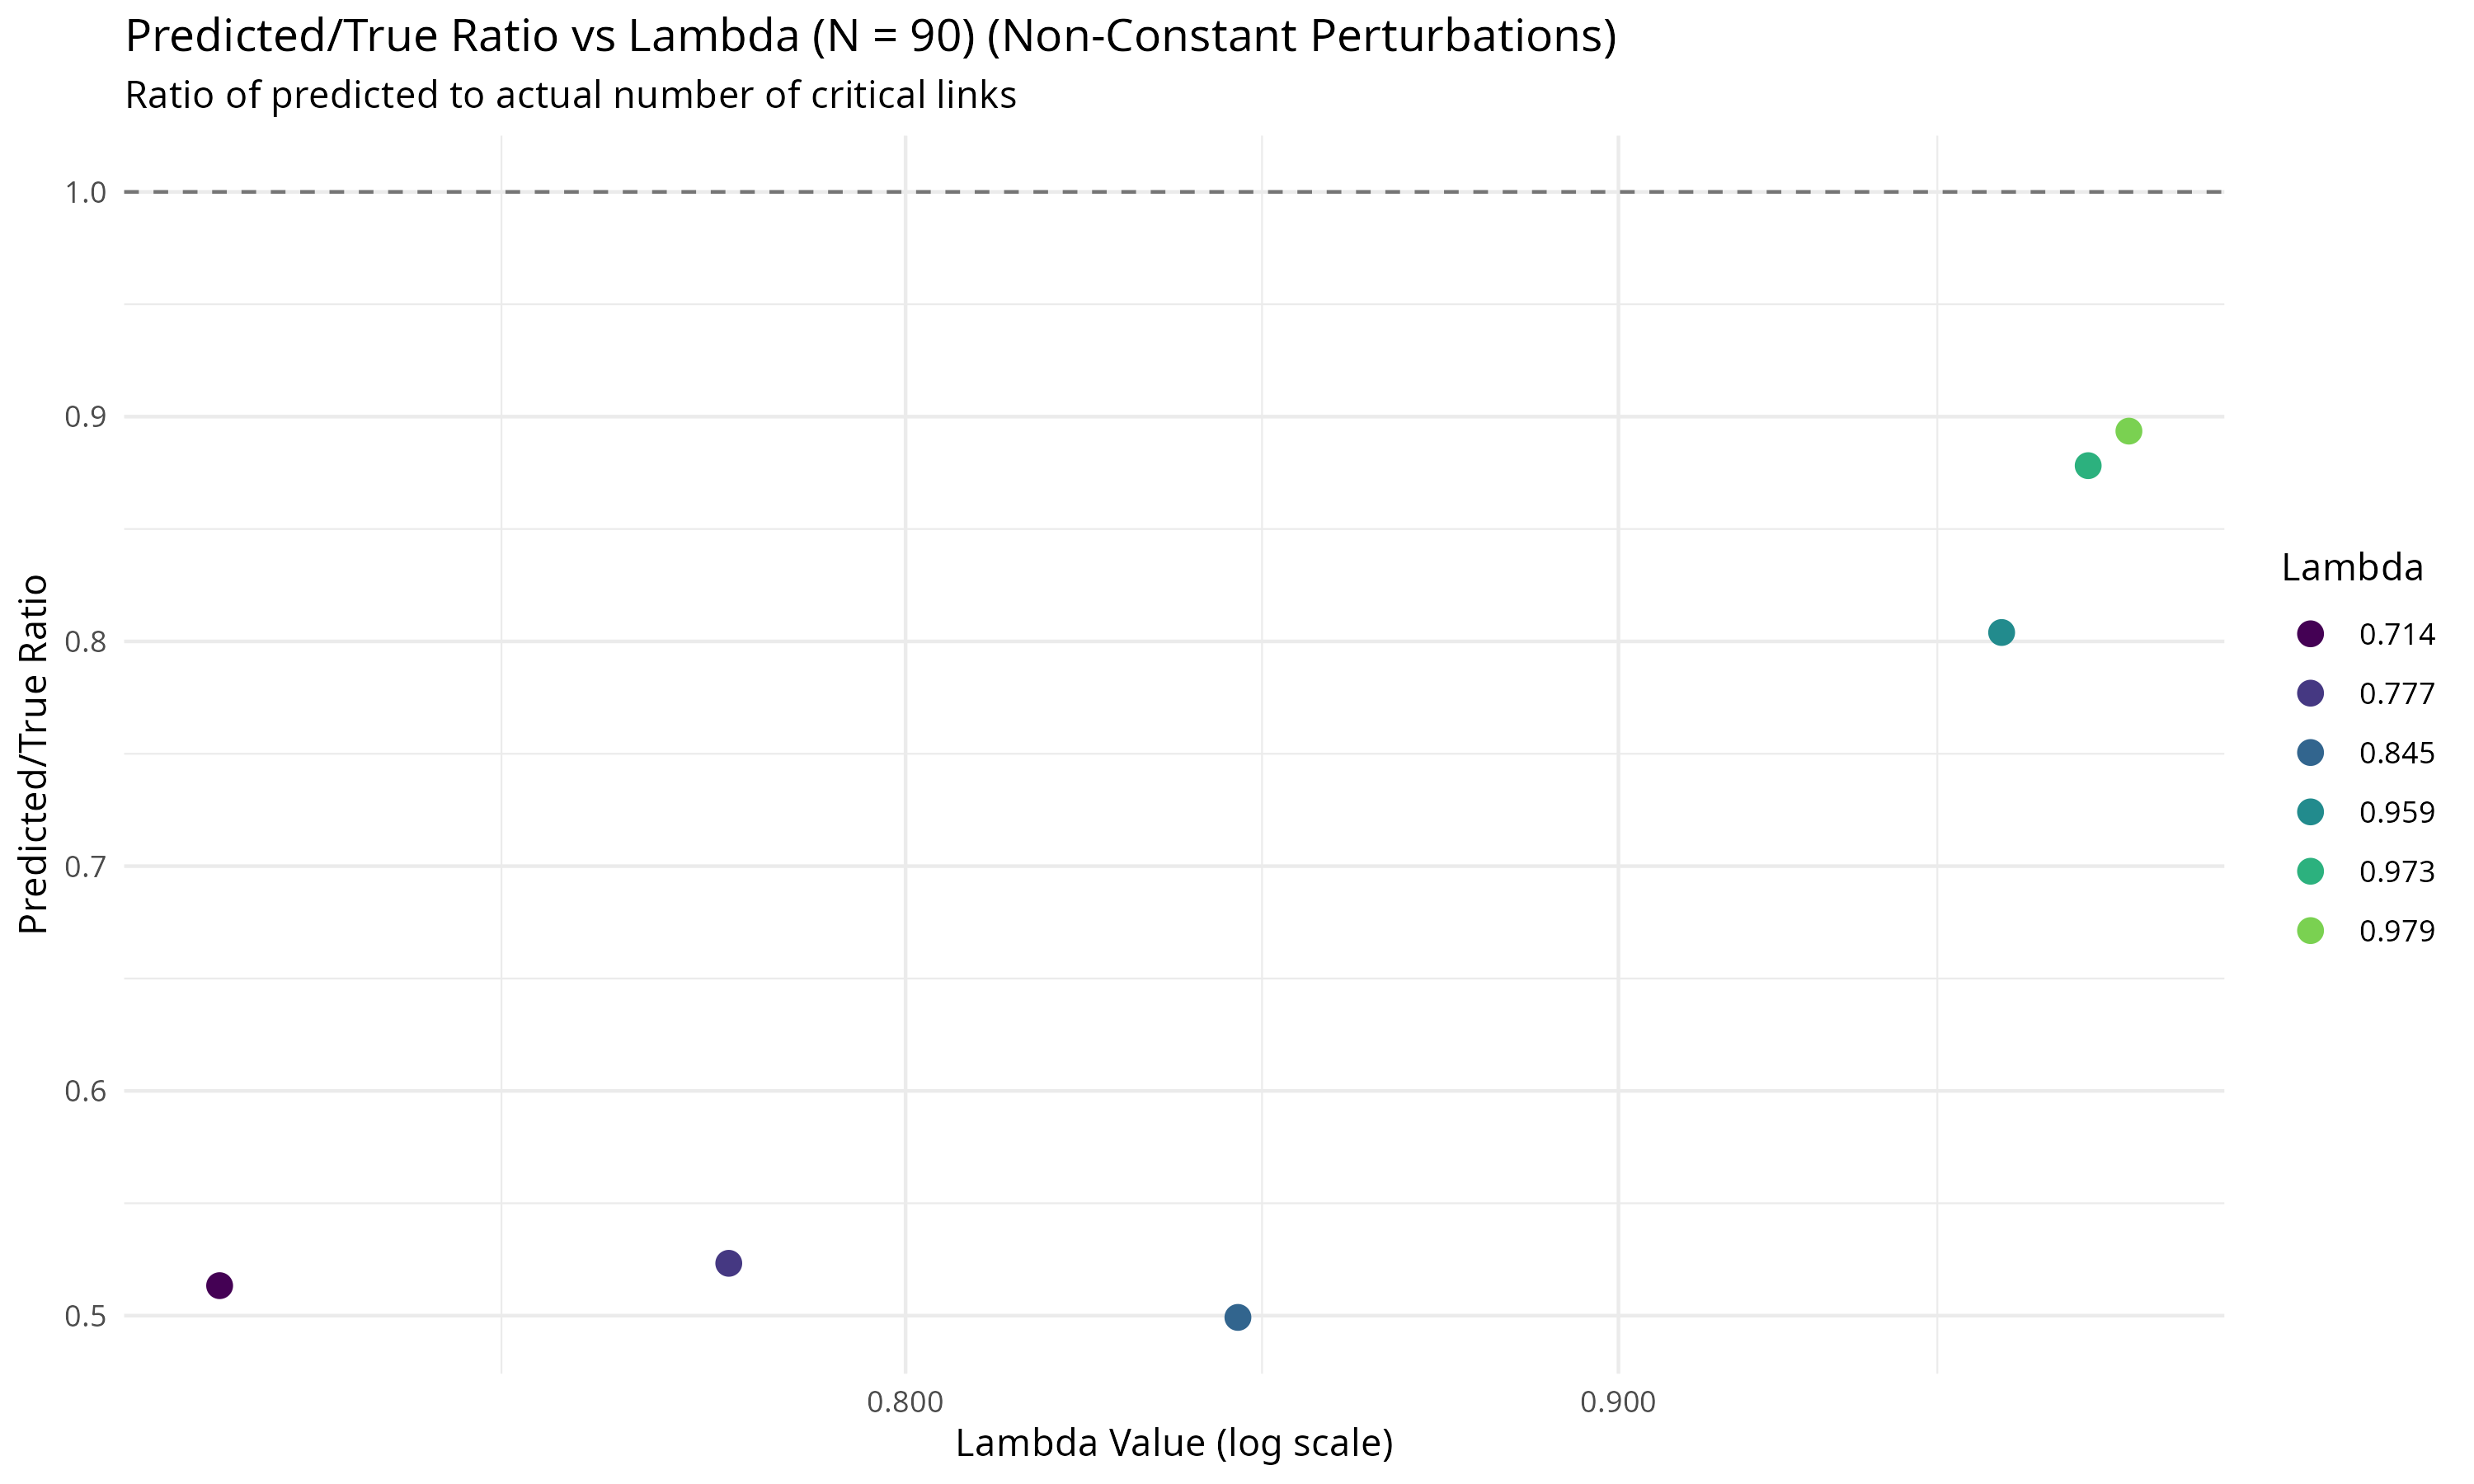 Predicted/True Ratio vs Lambda (N = 90) (Non-Constant Perturbations)
Ratio of predicted to actual number of critical links
Predicted/True Ratio
1.0
0.9
0.8
0.7
0.6
0.5
0.800
0.900
Lambda Value (log scale)
Lambda
0.714
0.777
0.845
0.959
0.973
0.979